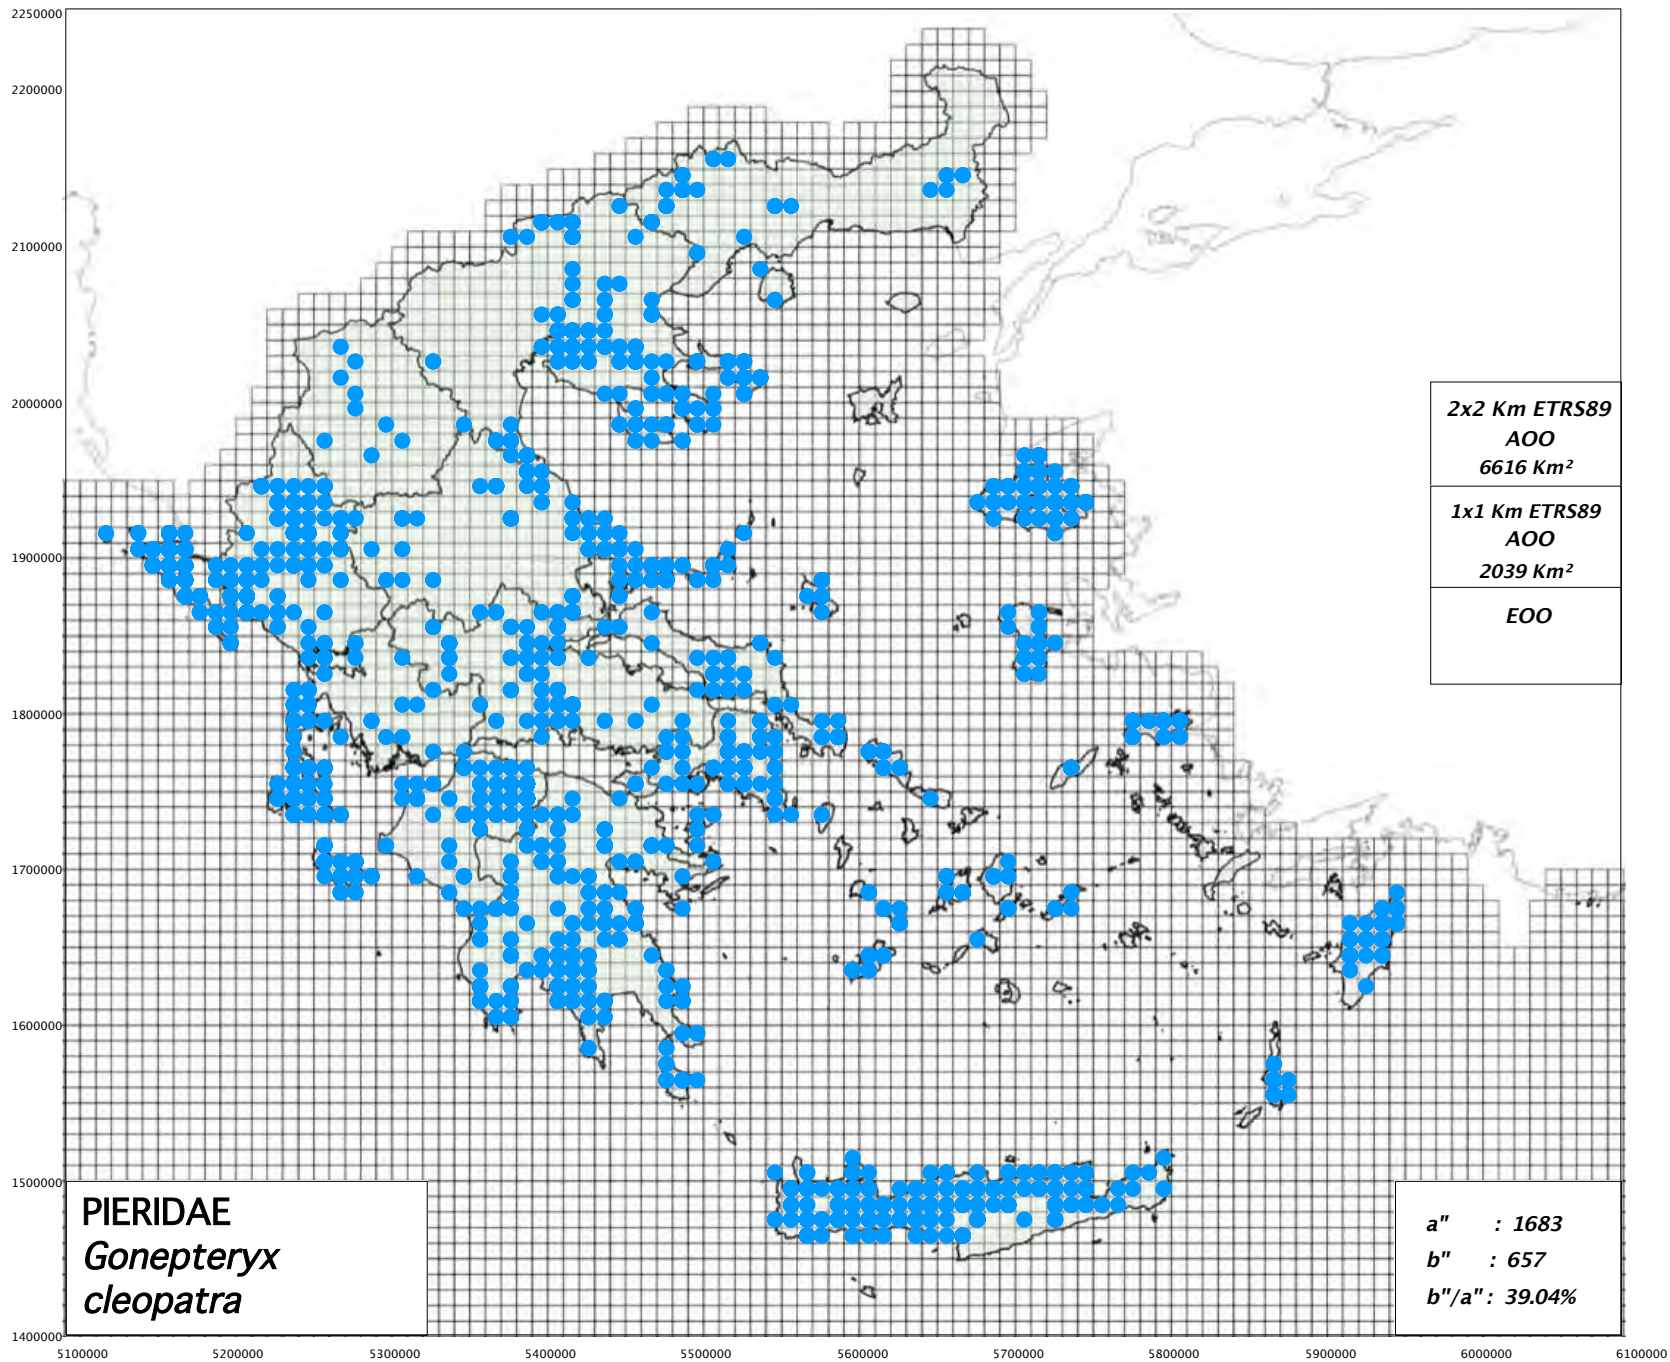 2250000
2200000
2100000
2000000
1900000
1800000
1700000
1600000
1500000
1400000
2x2 Km ETRS89
AOO
6616 Km²
1x1 Km ETRS89
AOO
2039 Km²
EOO
PIERIDAE
Gonepteryx
cleopatra
a" : 1683
b" : 657
b"/a" : 39.04%
5100000 5200000 5300000 5400000 5500000 5600000 5700000 5800000 5900000 6000000 6100000